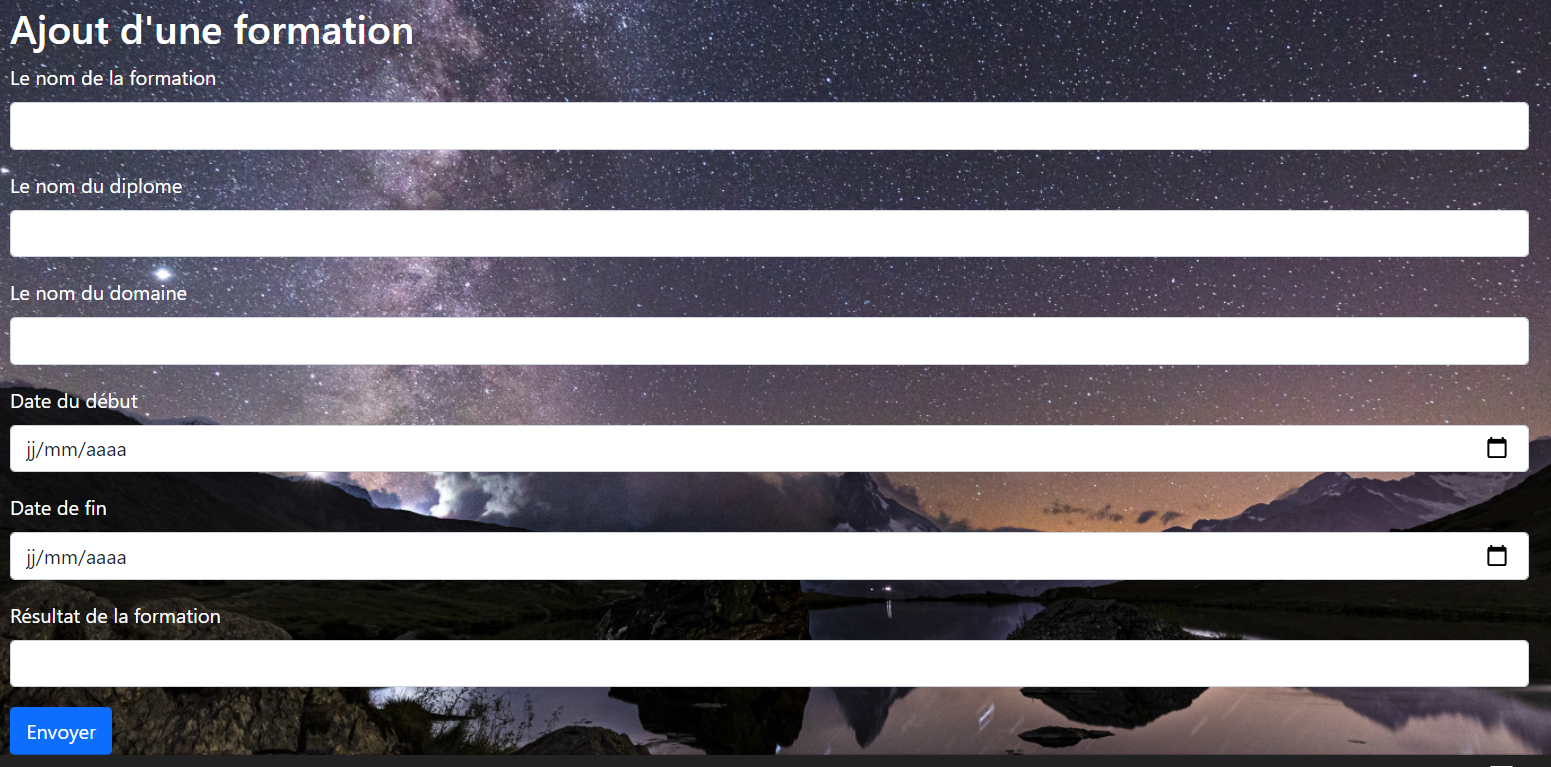 Ajout d'une formation
Le nom de la formation
Le nom du diplome
Le nom du domaine
Date du début
jj/mm/aaaa
Date de fin
jj/mm/aaaa
Résultat de la formation
Envoyer